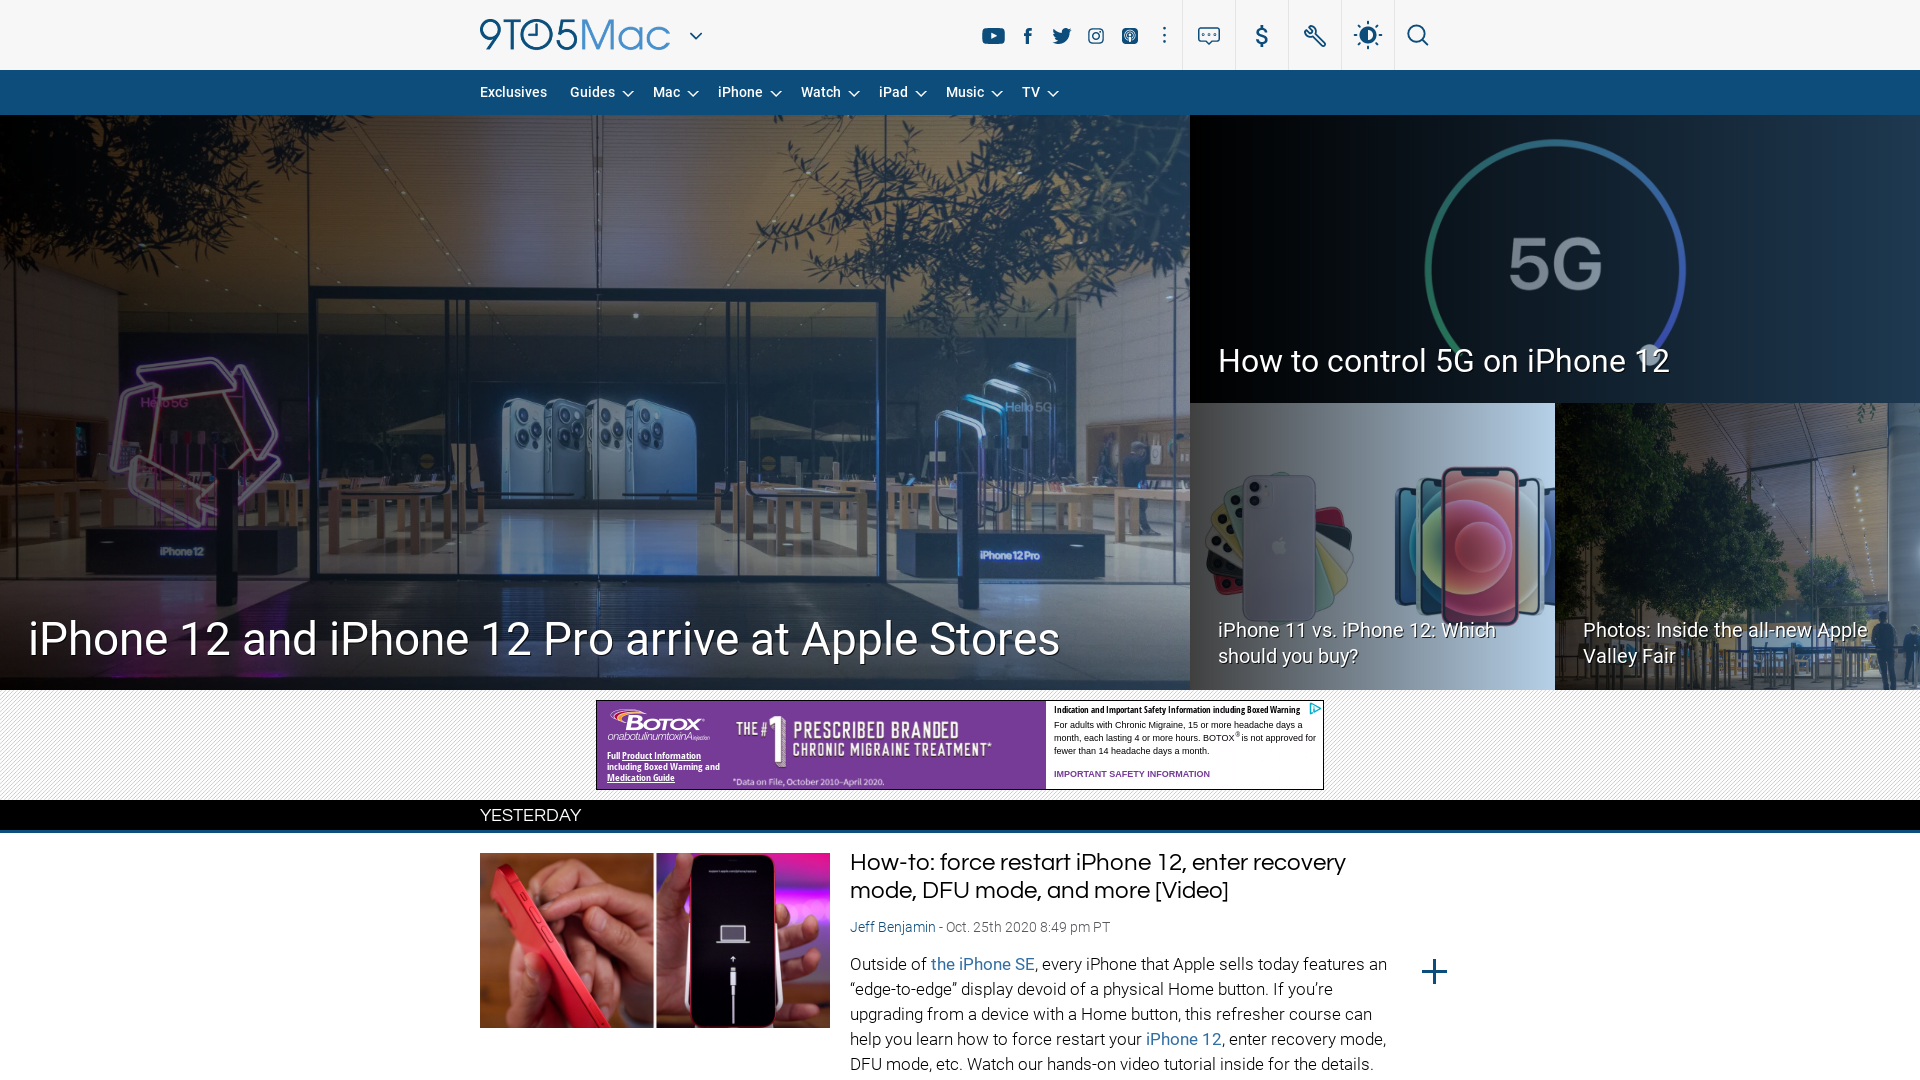 9TO5Mac
Exclusives
Guides
Mac
iPhone
Watch
iPad
Music
TV
Hello 5G
Hello 5G
iPhone 12
iPhone 12 Pro
iPhone 12 and iPhone 12 Pro arrive at Apple Stores
5G
How to control 5G on iPhone 12
iPhone 11 vs. iPhone 12: Which
should you buy?
Photos: Inside the all-new Apple
Valley Fair
BOTOX
onabotulinumtoxinA injection
Full Product Information
including Boxed Warning and
Medication Guide
THE #1 PRESCRIBED BRANDED
CHRONIC MIGRAINE TREATMENT*
*Data on File, October 2010–April 2020.
Indication and Important Safety Information including Boxed Warning
For adults with Chronic Migraine, 15 or more headache days a
month, each lasting 4 or more hours. BOTOX® is not approved for
fewer than 14 headache days a month.
IMPORTANT SAFETY INFORMATION
YESTERDAY
How-to: force restart iPhone 12, enter recovery
mode, DFU mode, and more [Video]
Jeff Benjamin - Oct. 25th 2020 8:49 pm PT
Outside of the iPhone SE, every iPhone that Apple sells today features an
“edge-to-edge” display devoid of a physical Home button. If you’re
upgrading from a device with a Home button, this refresher course can
help you learn how to force restart your iPhone 12, enter recovery mode,
DFU mode, etc. Watch our hands-on video tutorial inside for the details.